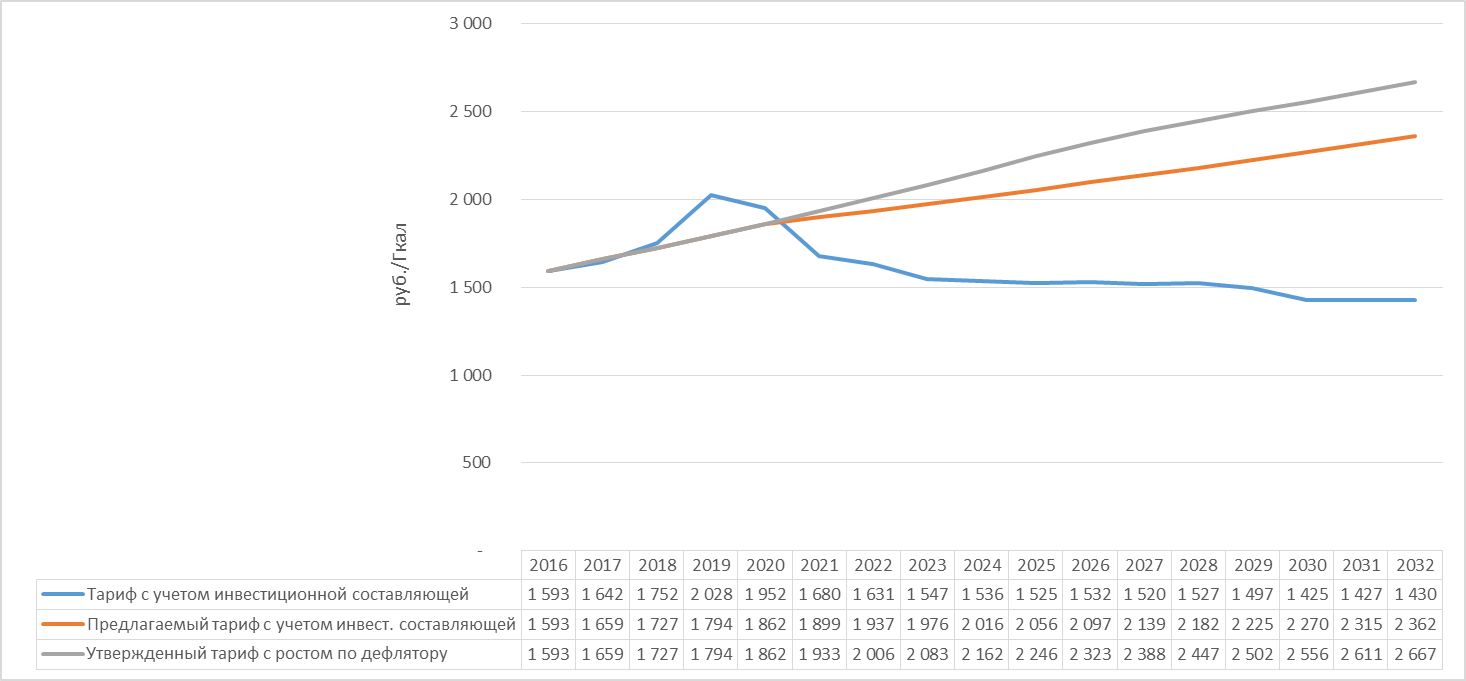 3 000
2 500
2 000
1 500
1 000
500
-
руб./Гкал
2016 2017 2018 2019 2020 2021 2022 2023 2024 2025 2026 2027 2028 2029 2030 2031 2032
Тариф с учетом инвестиционной составляющей 1 593 1 642 1 752 2 028 1 952 1 680 1 631 1 547 1 536 1 525 1 532 1 520 1 527 1 497 1 425 1 427 1 430
Предлагаемый тариф с учетом инвест. составляющей 1 593 1 659 1 727 1 794 1 862 1 899 1 937 1 976 2 016 2 056 2 097 2 139 2 182 2 225 2 270 2 315 2 362
Утвержденный тариф с ростом по дефлятору 1 593 1 659 1 727 1 794 1 862 1 933 2 006 2 083 2 162 2 246 2 323 2 388 2 447 2 502 2 556 2 611 2 667